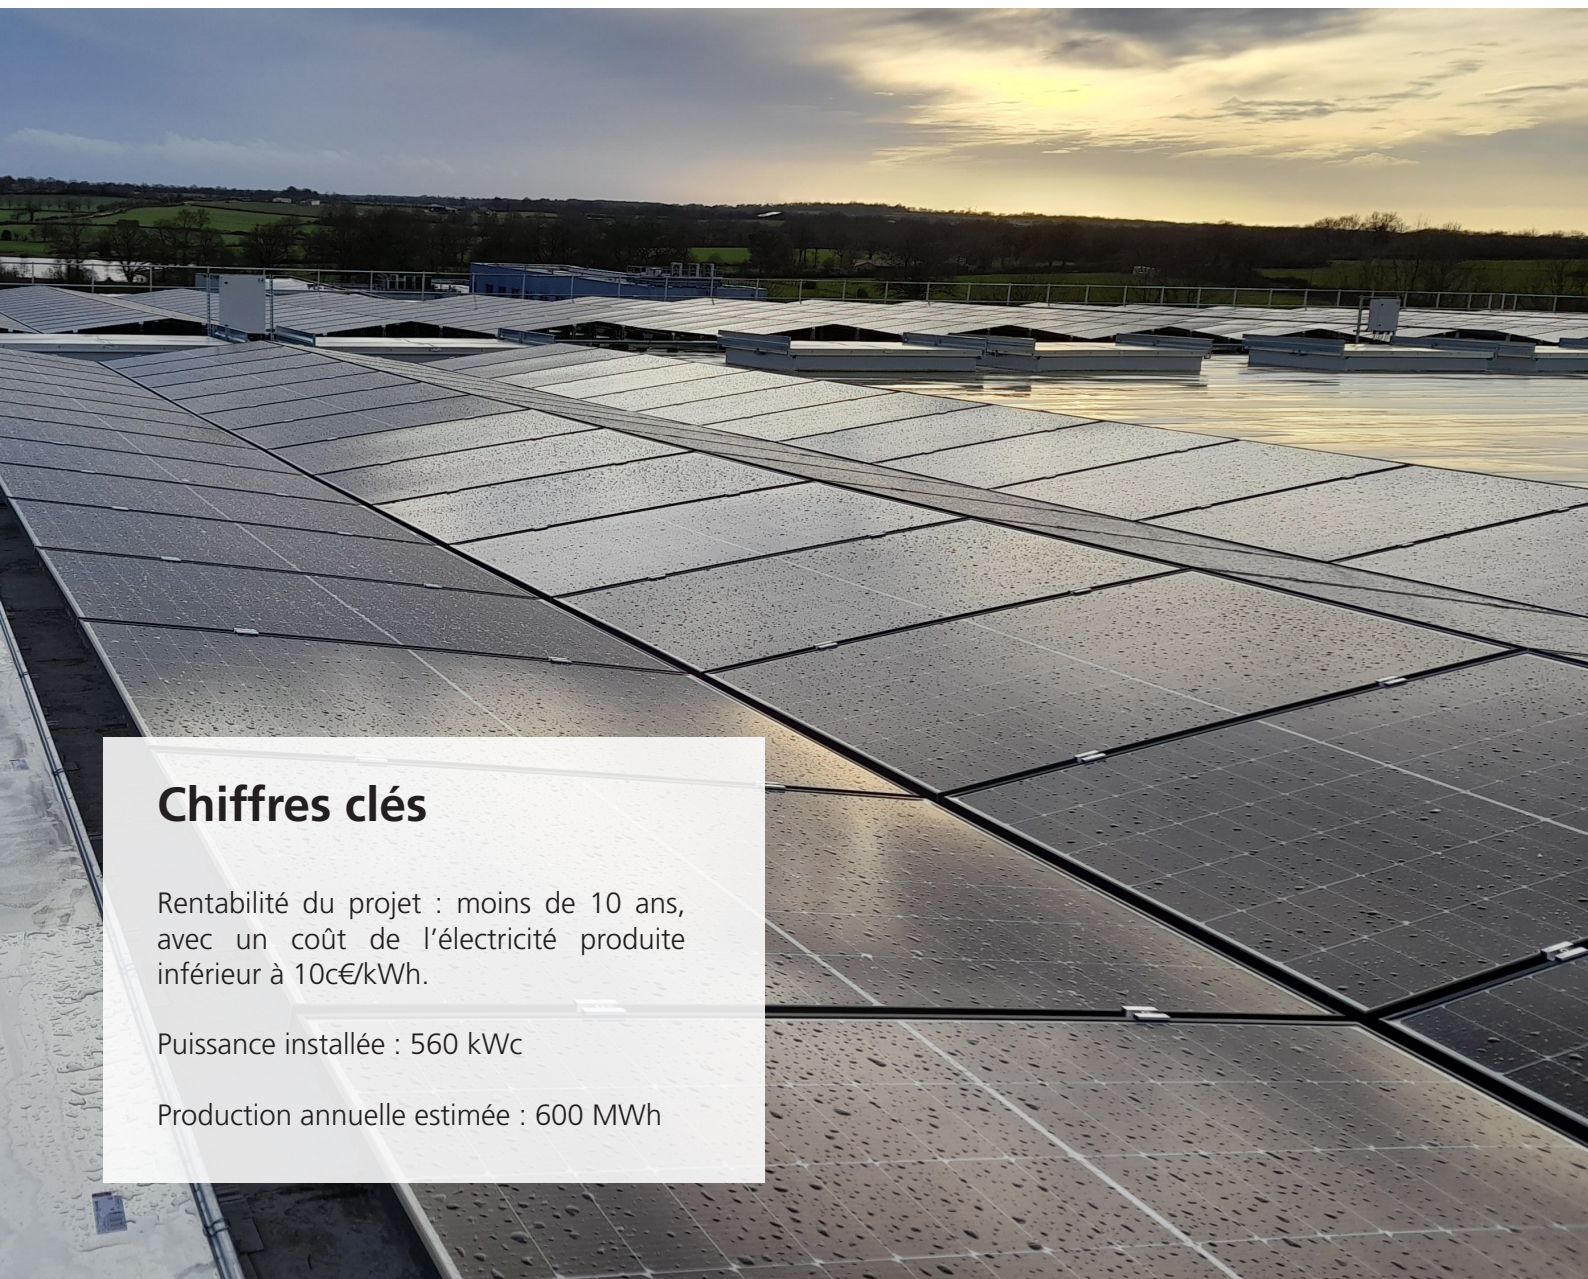 Chiffres clés
Rentabilité du projet : moins de 10 ans,
avec un coût de l’électricité produite
inférieur à 10c€/kWh.
Puissance installée : 560 kWc
Production annuelle estimée : 600 MWh